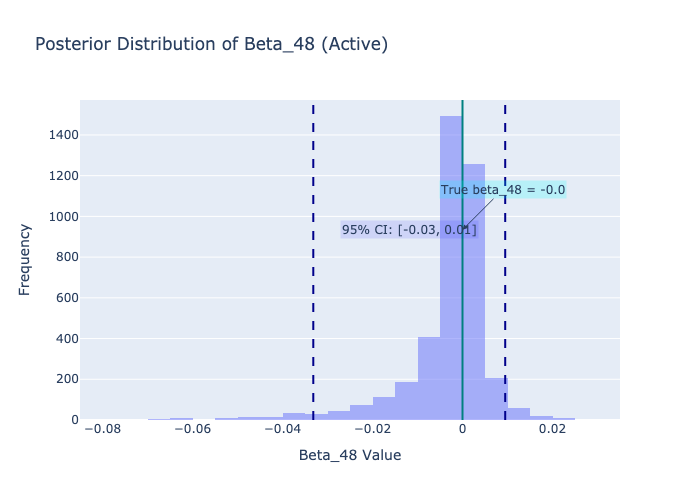 Posterior Distribution of Beta_48 (Active)
1400
1200
1000
800
600
400
200
0
True beta_48 = -0.0
95% CI: [-0.03, 0.01]
−0.08
−0.06
−0.04
−0.02
0
0.02
Beta_48 Value
Frequency